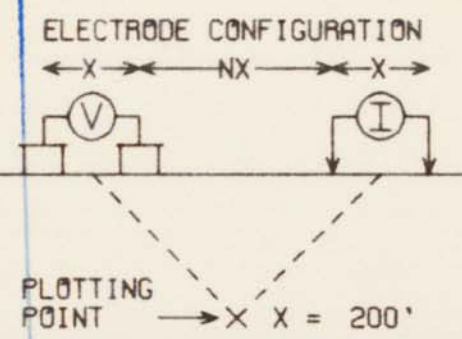 ELECTRODE CONFIGURATION
X NX X
V I
PLOTTING
POINT X = 200'